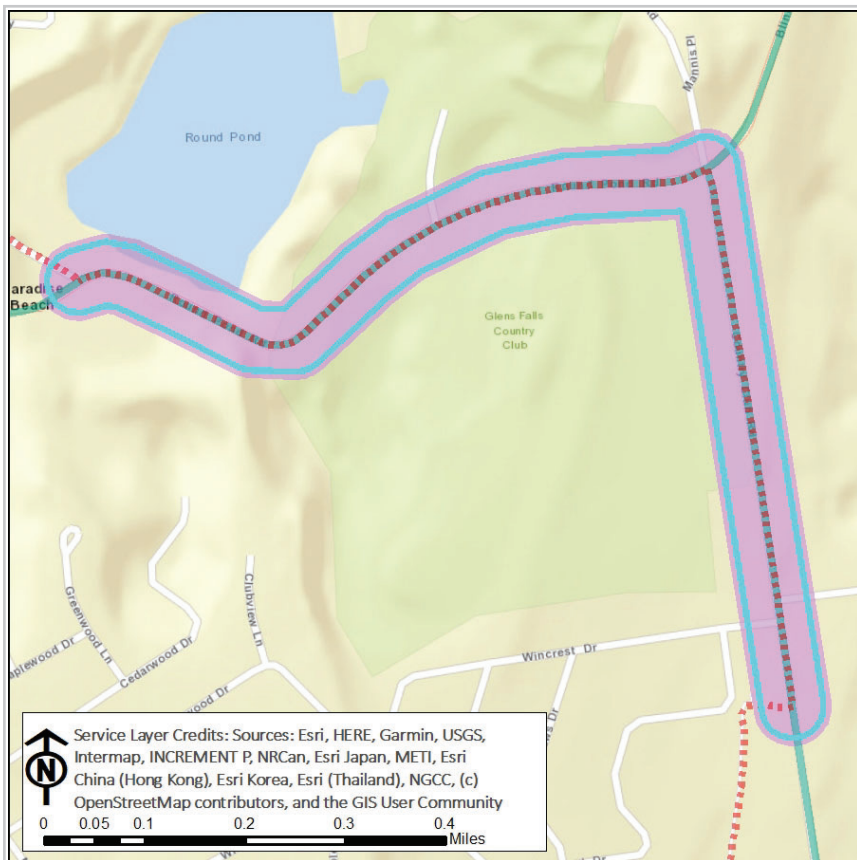 Mannis Pl
Blin
Round Pond
aradise
Beach
Glens Falls
Country
Club
Greenwood Ln
Clubview Ln
aplewood Dr
Cedarwood Dr
wood Dr
Wincrest Dr
Service Layer Credits: Sources: Esri, HERE, Garmin, USGS,
Intermap, INCREMENT P, NRCan, Esri Japan, METI, Esri
China (Hong Kong), Esri Korea, Esri (Thailand), NGCC, (c)
OpenStreetMap contributors, and the GIS User Community
N
0 0.05 0.1 0.2 0.3 0.4
Miles